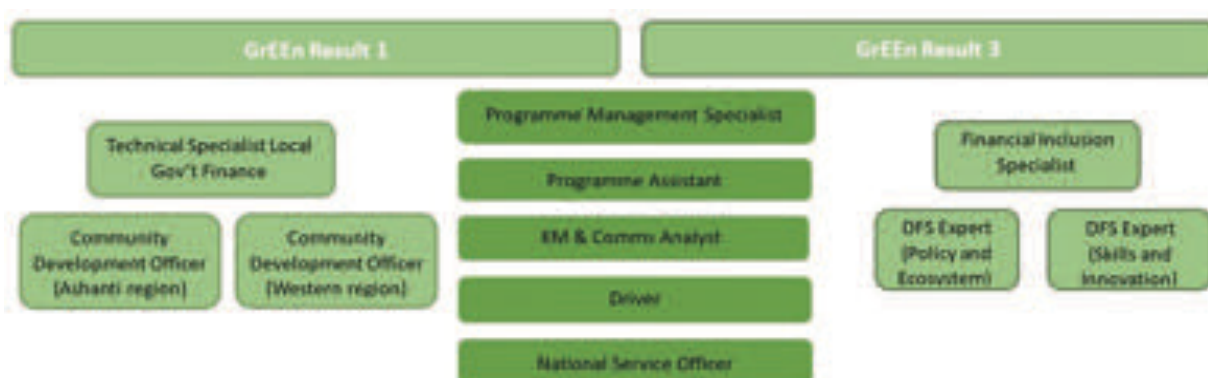 GrEEn Result 1
GrEEn Result 3
Programme Management Specialist
Technical Specialist Local
Gov't Finance
Financial Inclusion
Specialist
Programme Assistant
Community
Development Officer
(Ashanti region)
Community
Development Officer
(Western region)
KM & Comms Analyst
DFS Expert
(Policy and
Ecosystem)
DFS Expert
(Skills and
Innovation)
Driver
National Service Officer